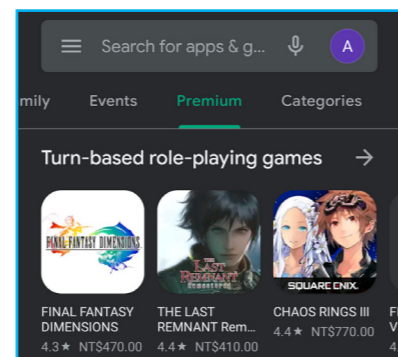 Search for apps & g...
A
mily Events Premium Categories
Turn-based role-playing games
FINAL FANTASY DIMENSIONS
THE LAST REMNANT Remastered
SQUARE ENIX.
FINAL FANTASY
DIMENSIONS
4.3★ NT$470.00
THE LAST
REMNANT Rem...
4.4★ NT$410.00
CHAOS RINGS III
4.4★ NT$770.00
F
V
4